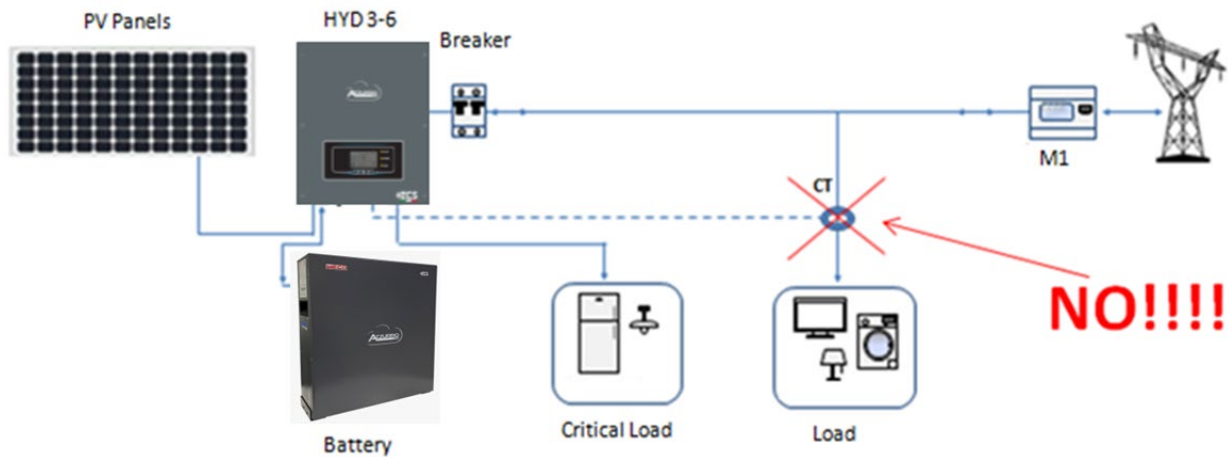 PV Panels
HYD 3-6
Breaker
M1
CT
NO!!!!
Critical Load
Load
Battery